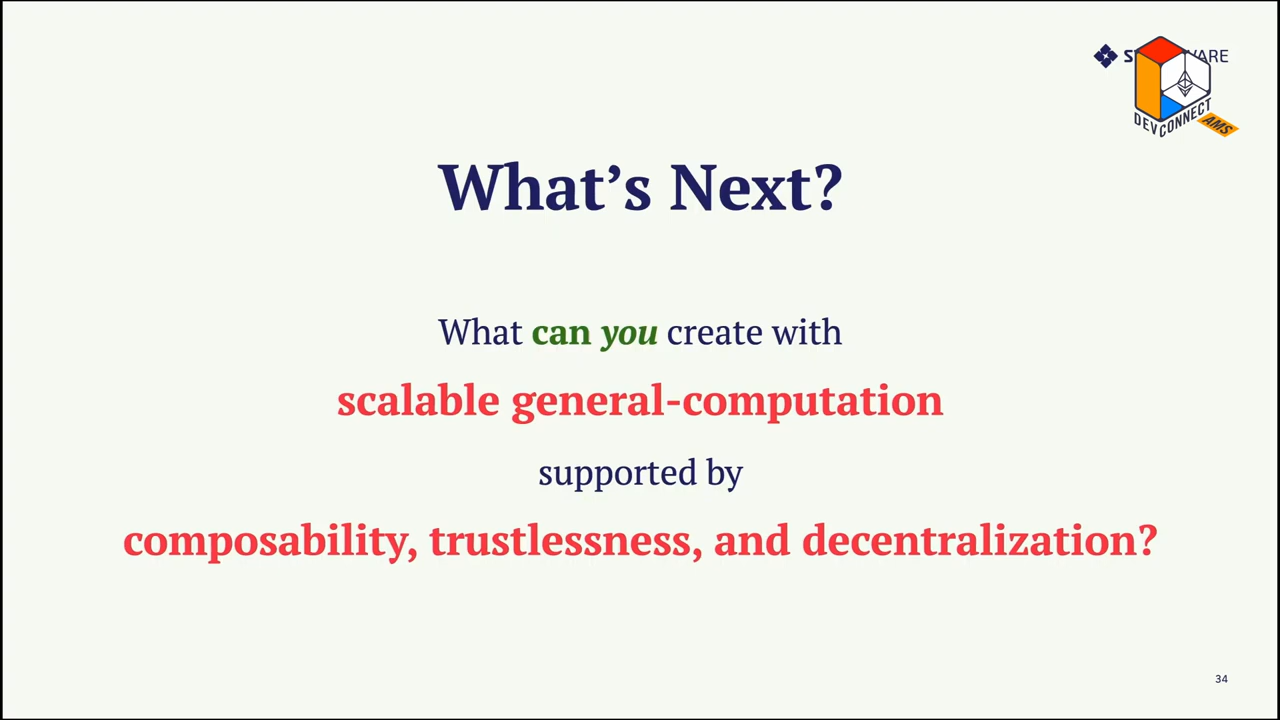 DEVCONNECT
AMS
What's Next?
What can you create with
scalable general-computation
supported by
composability, trustlessness, and decentralization?
34